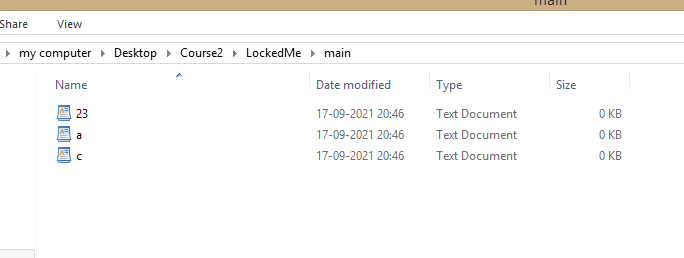 main
Share View
my computer Desktop Course2 LockedMe main
Name Date modified Type Size
23 17-09-2021 20:46 Text Document 0 KB
a 17-09-2021 20:46 Text Document 0 KB
c 17-09-2021 20:46 Text Document 0 KB